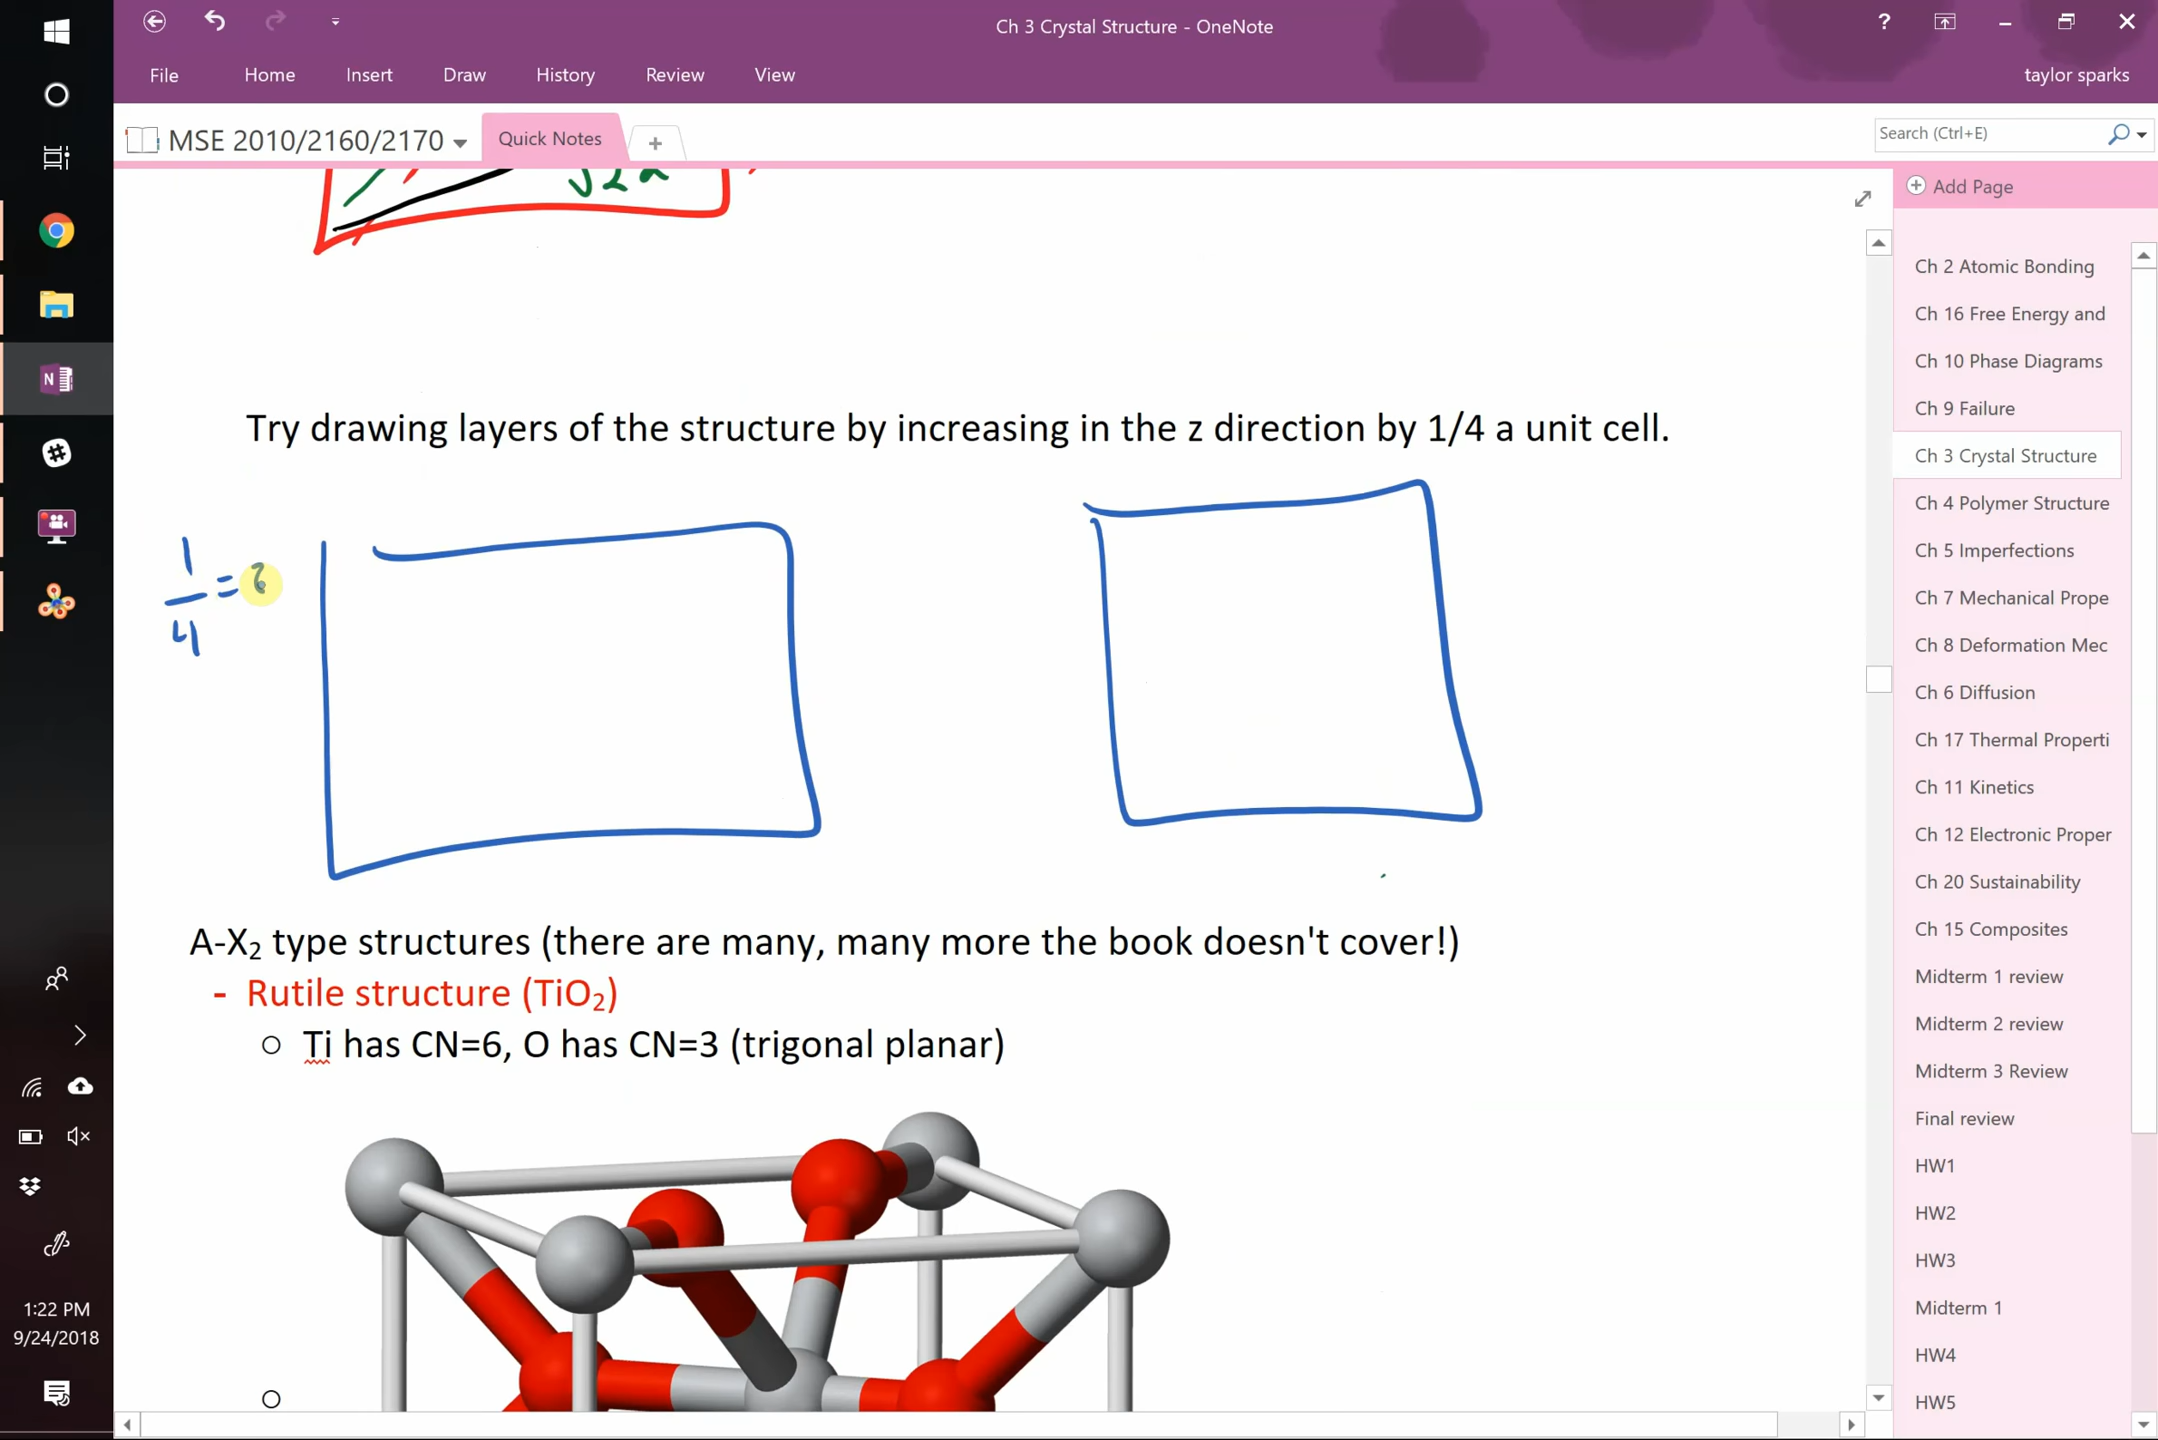 Ch 3 Crystal Structure - OneNote
File Home Insert Draw History Review View
taylor sparks
MSE 2010/2160/2170
Quick Notes
Search (Ctrl+E)
√2 a
Try drawing layers of the structure by increasing in the z direction by 1/4 a unit cell.
1
=
4
A-X₂ type structures (there are many, many more the book doesn't cover!)
- Rutile structure (TiO₂)
Ti has CN=6, O has CN=3 (trigonal planar)
Add Page
Ch 2 Atomic Bonding
Ch 16 Free Energy and
Ch 10 Phase Diagrams
Ch 9 Failure
Ch 3 Crystal Structure
Ch 4 Polymer Structure
Ch 5 Imperfections
Ch 7 Mechanical Prope
Ch 8 Deformation Mec
Ch 6 Diffusion
Ch 17 Thermal Properti
Ch 11 Kinetics
Ch 12 Electronic Proper
Ch 20 Sustainability
Ch 15 Composites
Midterm 1 review
Midterm 2 review
Midterm 3 Review
Final review
HW1
HW2
HW3
Midterm 1
HW4
HW5
1:22 PM
9/24/2018